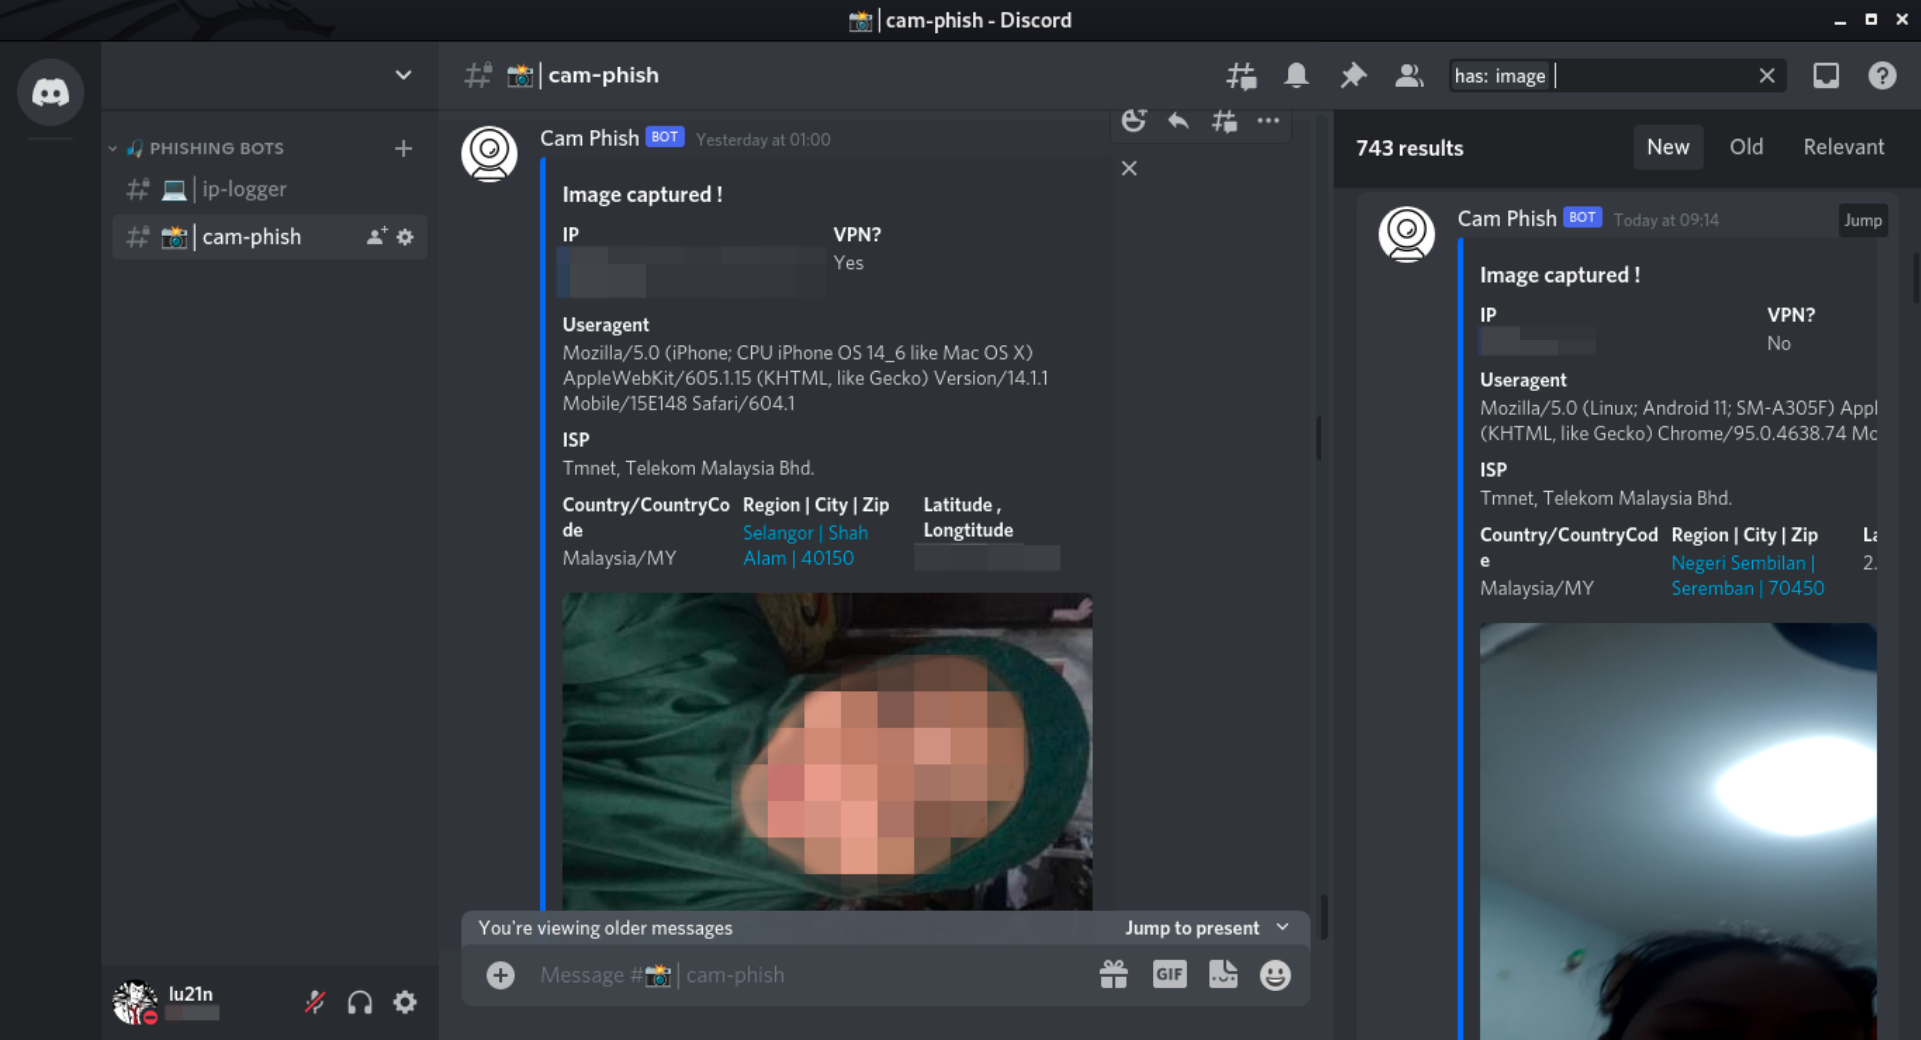 cam-phish - Discord
PHISHING BOTS
ip-logger
cam-phish
lu21n
cam-phish
has: image
Cam Phish BOT Yesterday at 01:00
Image captured !
IP VPN?
Yes
Useragent
Mozilla/5.0 (iPhone; CPU iPhone OS 14_6 like Mac OS X)
AppleWebKit/605.1.15 (KHTML, like Gecko) Version/14.1.1
Mobile/15E148 Safari/604.1
ISP
Tmnet, Telekom Malaysia Bhd.
Country/CountryCo Region | City | Zip Latitude ,
de Selangor | Shah Longtitude
Malaysia/MY Alam | 40150
You're viewing older messages Jump to present
Message # cam-phish
GIF
743 results New Old Relevant
Cam Phish BOT Today at 09:14 Jump
Image captured !
IP VPN?
No
Useragent
Mozilla/5.0 (Linux; Android 11; SM-A305F) Appl
(KHTML, like Gecko) Chrome/95.0.4638.74 Mo
ISP
Tmnet, Telekom Malaysia Bhd.
Country/CountryCod Region | City | Zip La
e Negeri Sembilan | 2.
Malaysia/MY Seremban | 70450